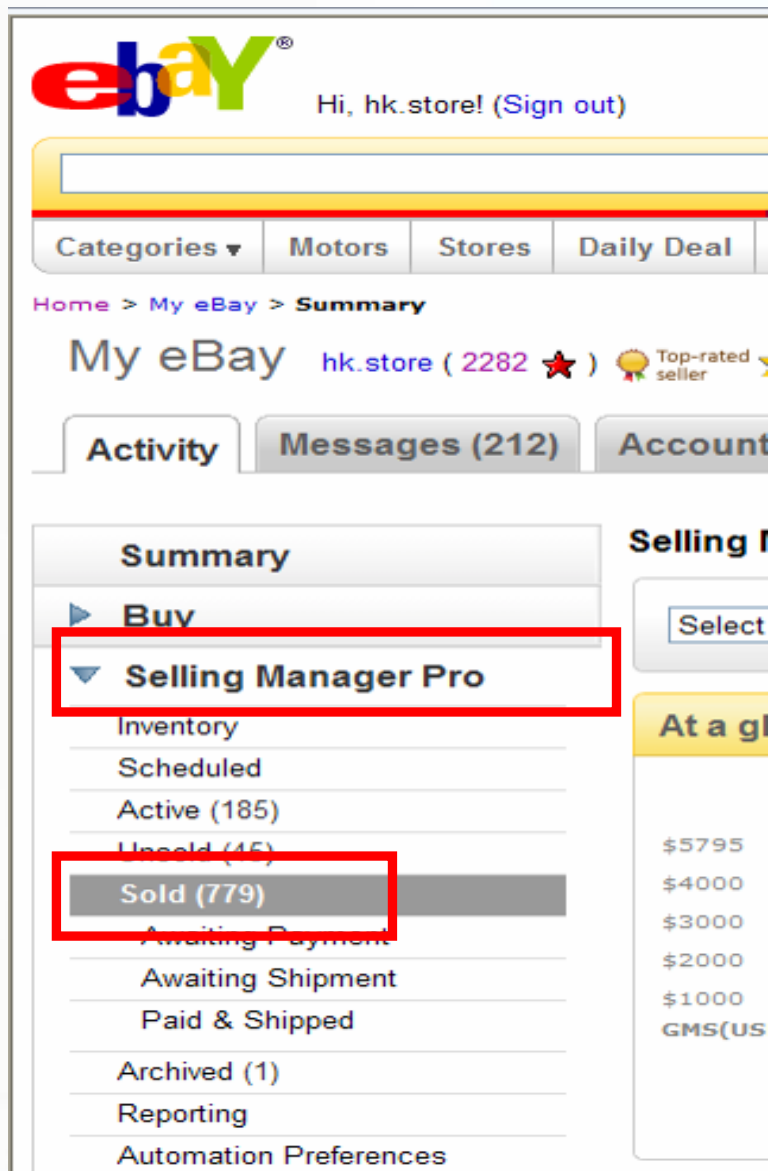 ebaY®
Hi, hk.store! (Sign out)
Categories Motors Stores Daily Deal
Home > My eBay > Summary
My eBay hk.store ( 2282 ) Top-rated seller
Activity Messages (212) Account
Summary
Buy
Selling Manager Pro
Inventory
Scheduled
Active (185)
Unsold (45)
Sold (779)
Awaiting Payment
Awaiting Shipment
Paid & Shipped
Archived (1)
Reporting
Automation Preferences
Selling
Select
At a gl
$5795
$4000
$3000
$2000
$1000
GMS(US